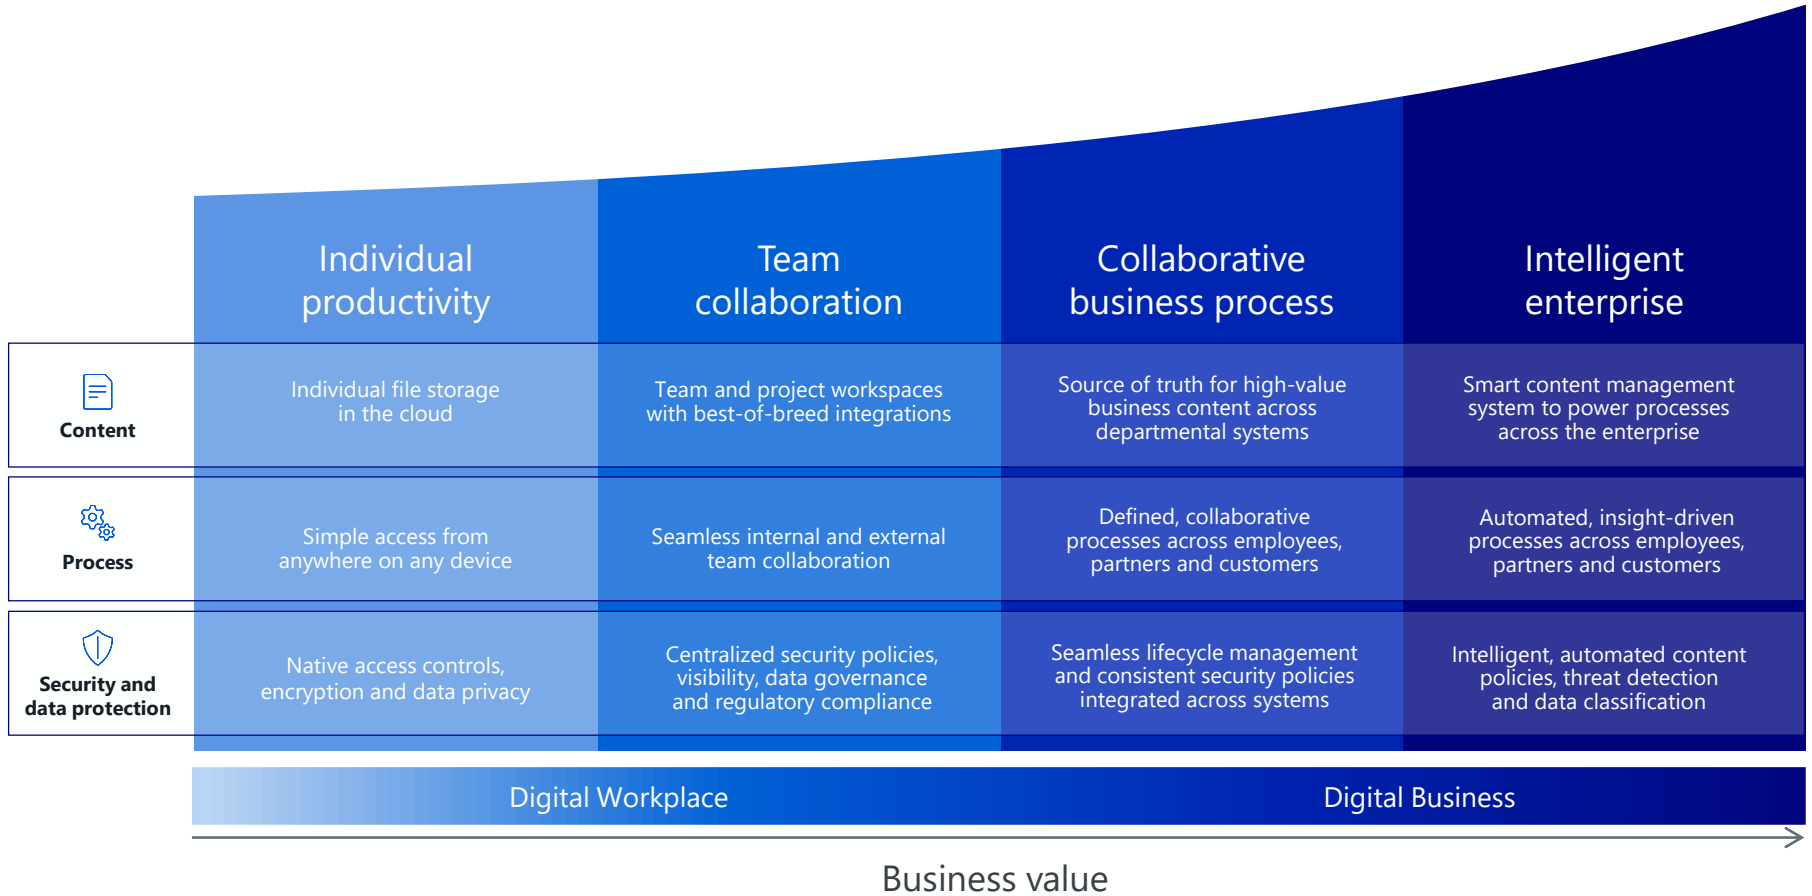 Individual
productivity
Team
collaboration
Collaborative
business process
Intelligent
enterprise
Content
Individual file storage
in the cloud
Team and project workspaces
with best-of-breed integrations
Source of truth for high-value
business content across
departmental systems
Smart content management
system to power processes
across the enterprise
Process
Simple access from
anywhere on any device
Seamless internal and external
team collaboration
Defined, collaborative
processes across employees,
partners and customers
Automated, insight-driven
processes across employees,
partners and customers
Security and
data protection
Native access controls,
encryption and data privacy
Centralized security policies,
visibility, data governance
and regulatory compliance
Seamless lifecycle management
and consistent security policies
integrated across systems
Intelligent, automated content
policies, threat detection
and data classification
Digital Workplace
Digital Business
Business value